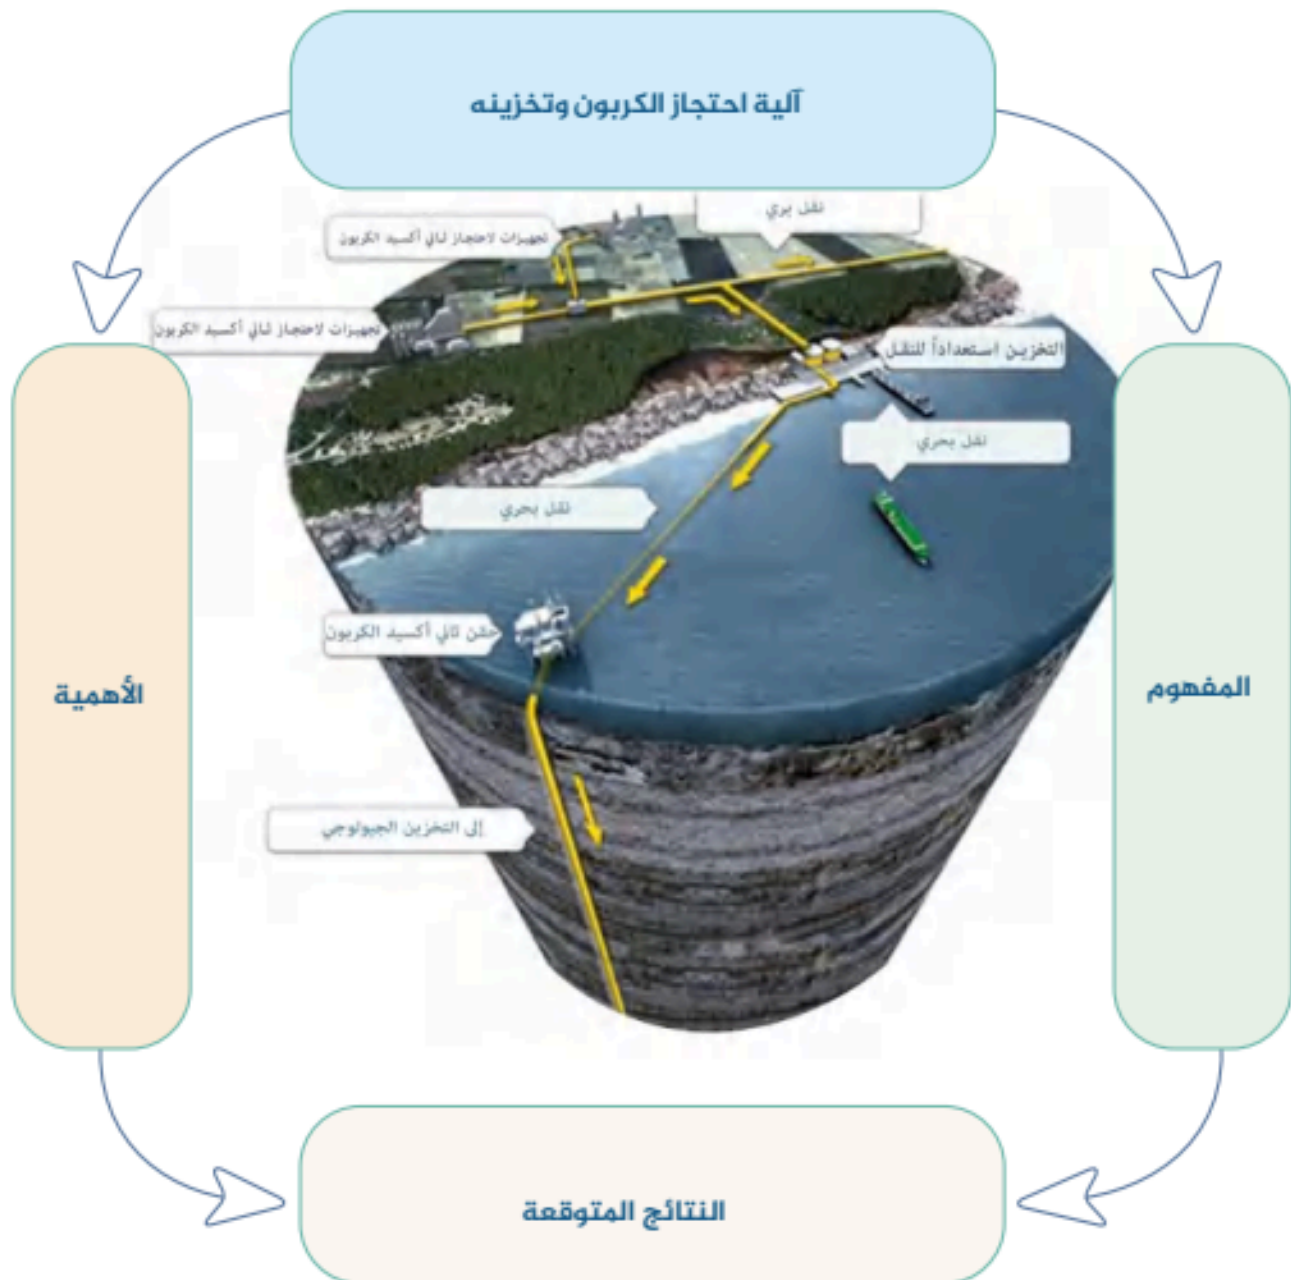 آلية احتجاز الكربون وتخزينه
نقل بري
تجهيزات لاحتجاز ثاني أكسيد الكربون
تجهيزات لاحتجاز ثاني أكسيد الكربون
التخزين استعداداً للنقل
نقل بحري
نقل بحري
حقن ثاني أكسيد الكربون
المفهوم
الأهمية
إلى التخزين الجيولوجي
النتائج المتوقعة